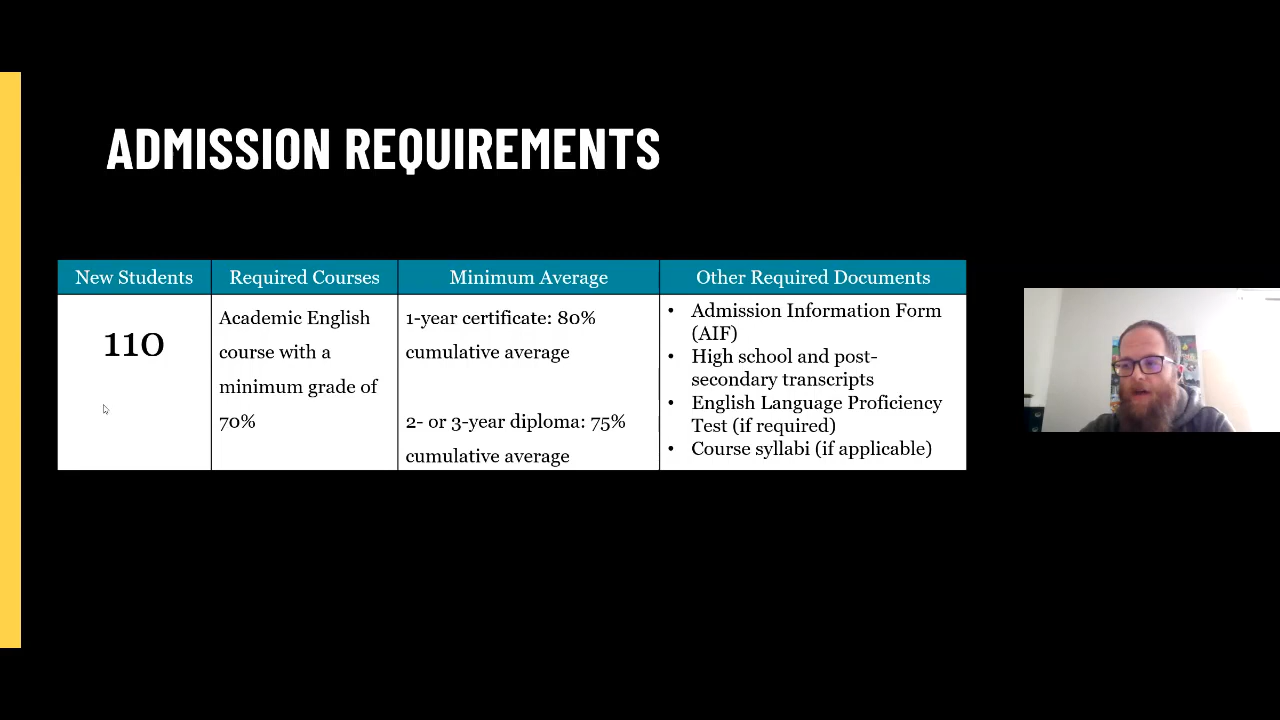 ADMISSION REQUIREMENTS
New Students
Required Courses
Minimum Average
Other Required Documents
110
Academic English
course with a
minimum grade of
70%
1-year certificate: 80%
cumulative average
2- or 3-year diploma: 75%
cumulative average
• Admission Information Form
(AIF)
• High school and post-
secondary transcripts
• English Language Proficiency
Test (if required)
• Course syllabi (if applicable)